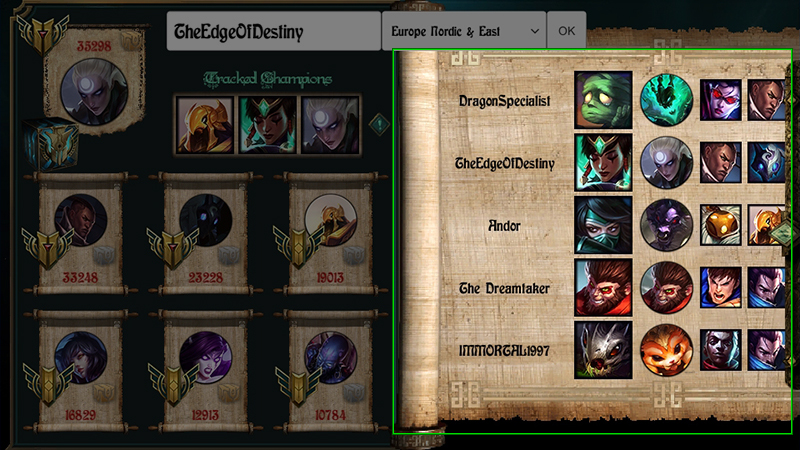 TheEdgeOfDestiny
Europe Nordic & East
OK
35298
Tracked Champions
33248
23228
19013
16829
12913
10784
DragonSpecialist
TheEdgeOfDestiny
Andor
The Dreamtaker
IMMORTAL1997